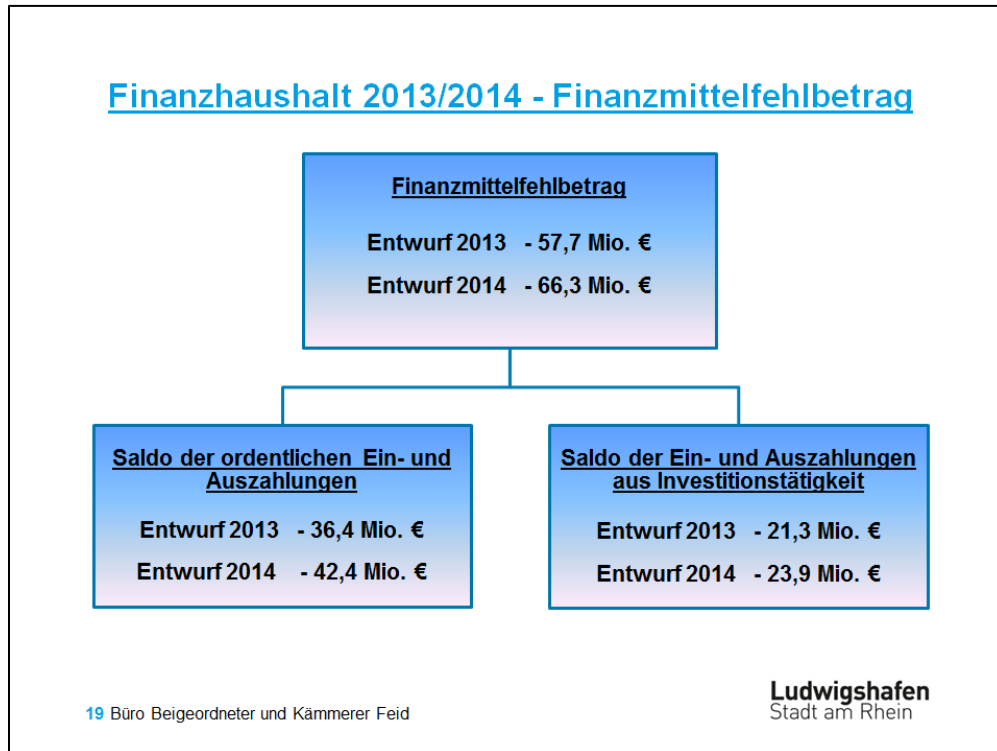 Finanzhaushalt 2013/2014 - Finanzmittelfehlbetrag
Finanzmittelfehlbetrag
Entwurf 2013 - 57,7 Mio. €
Entwurf 2014 - 66,3 Mio. €
Saldo der ordentlichen Ein- und
Auszahlungen
Entwurf 2013 - 36,4 Mio. €
Entwurf 2014 - 42,4 Mio. €
Saldo der Ein- und Auszahlungen
aus Investitionstätigkeit
Entwurf 2013 - 21,3 Mio. €
Entwurf 2014 - 23,9 Mio. €
19 Büro Beigeordneter und Kämmerer Feid
Ludwigshafen
Stadt am Rhein